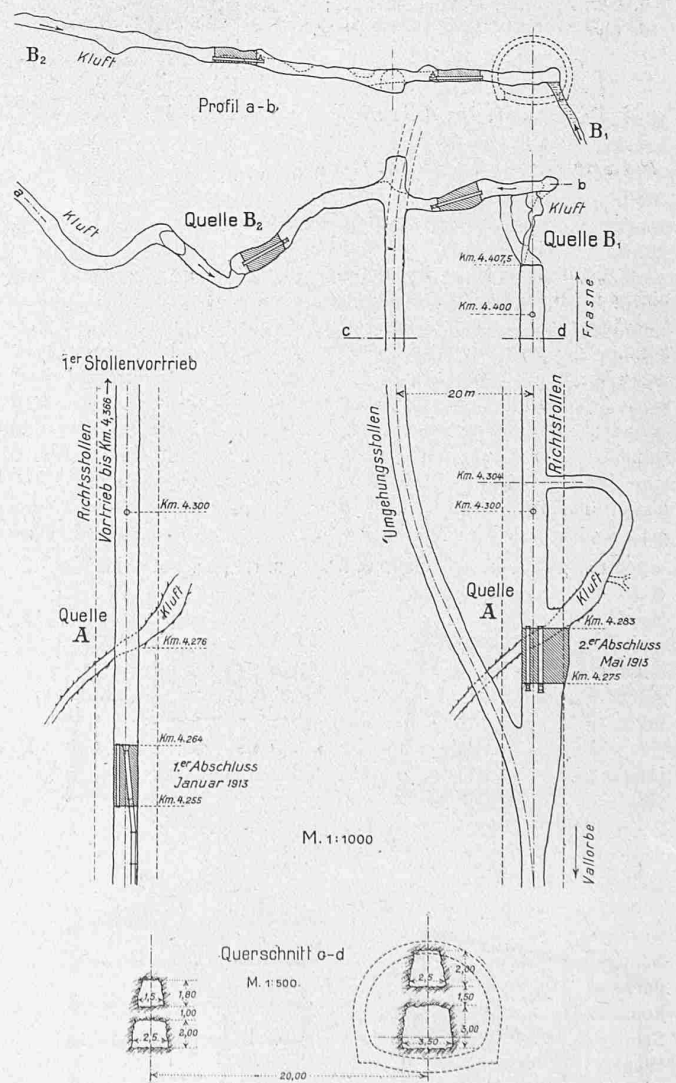 B₂
Kluft
Profil a-b.
B₁
a
Kluft
Quelle B₂
b
Kluft
Quelle B₁
Km. 4.407,5
Km. 4.400
Frasne
c
d
1.er Stollenvortrieb
Richtsstollen
Vortrieb bis Km. 4,366
Km. 4.300
Quelle
A
Kluft
Km. 4.276
Km. 4.264
1.er Abschluss
Januar 1913
Km. 4.255
20 m
Umgehungsstollen
Richtstollen
Km. 4.304
Km. 4.300
Quelle
A
Kluft
Km. 4.283
2.er Abschluss
Mai 1913
Km. 4.275
M. 1:1000
Vallorbe
Querschnitt c-d
M. 1:500.
1,5
1,80
1,00
2,5
2,00
2,5
2,00
1,50
3,50
3,00
20,00